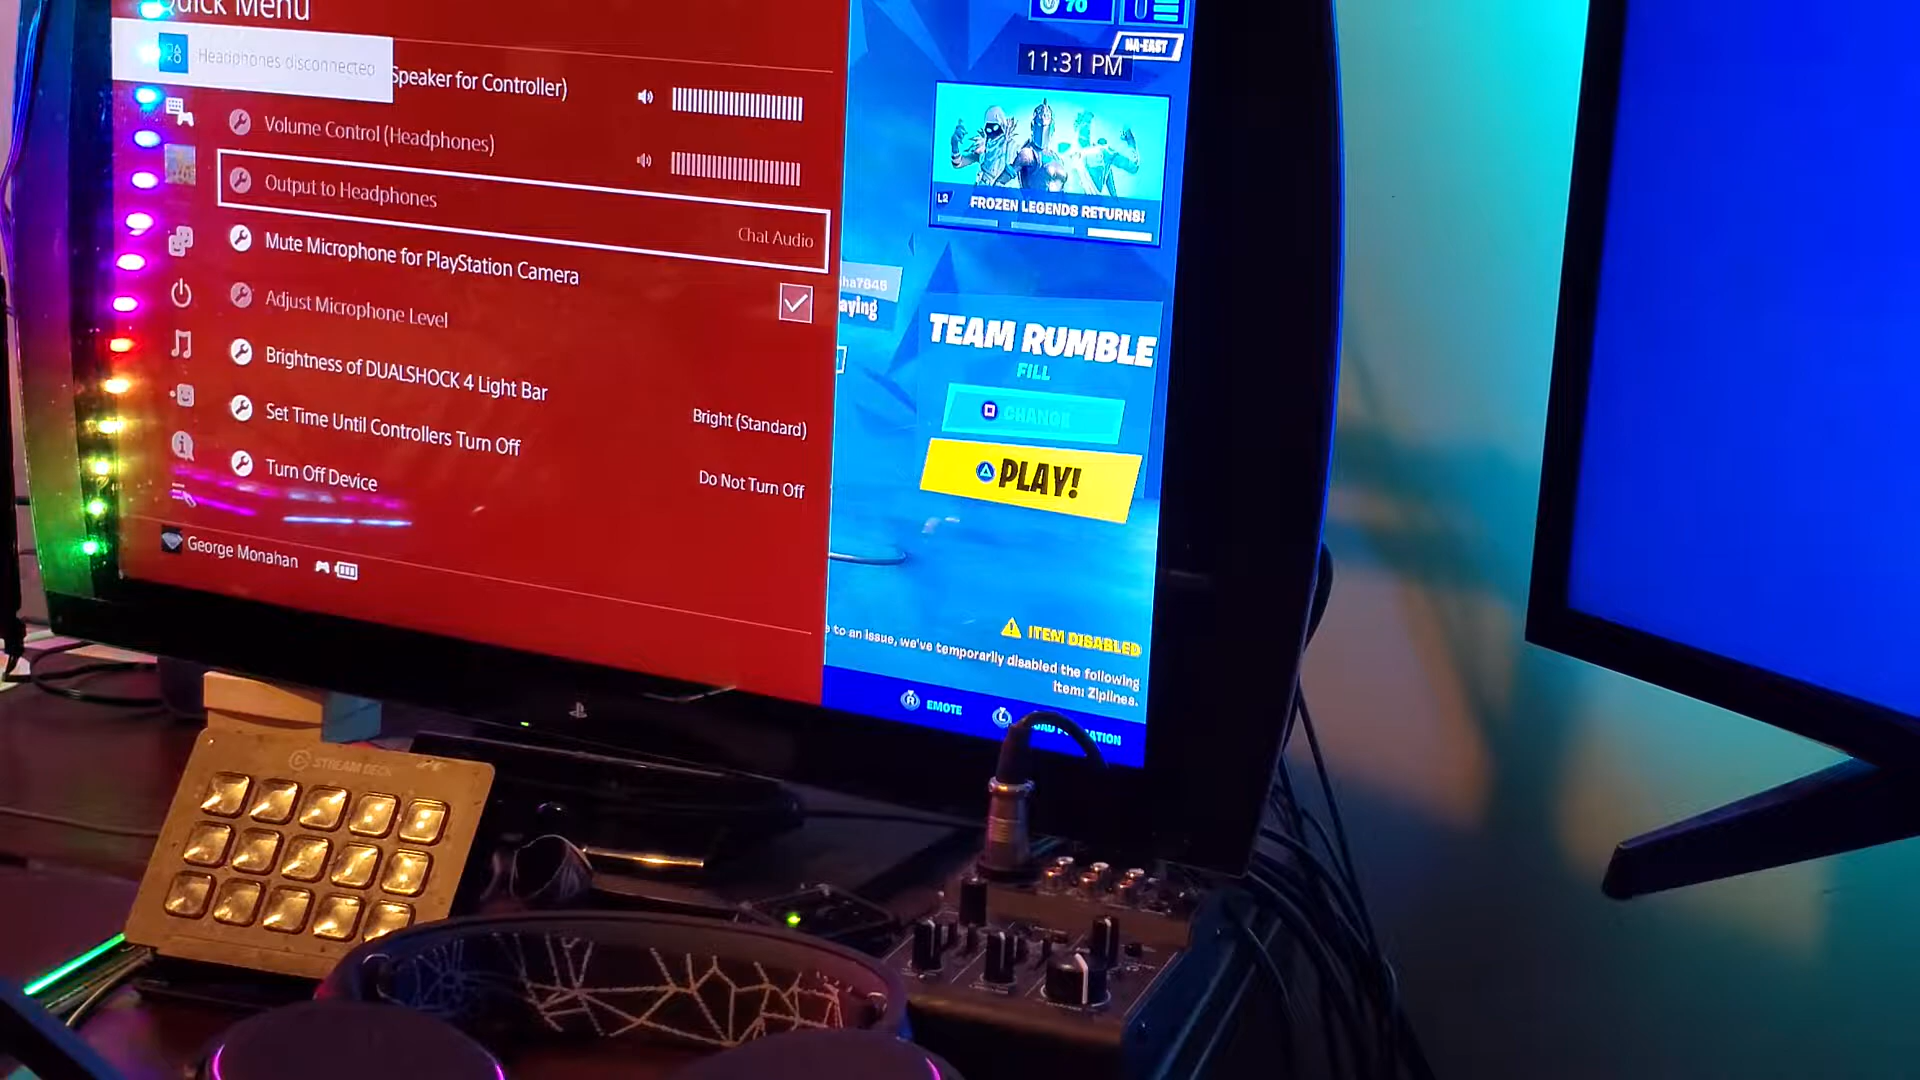 Quick Menu
Headphones disconnected
Speaker for Controller)
Volume Control (Headphones)
Output to Headphones
Chat Audio
Mute Microphone for PlayStation Camera
Adjust Microphone Level
Brightness of DUALSHOCK 4 Light Bar
Bright (Standard)
Set Time Until Controllers Turn Off
Do Not Turn Off
Turn Off Device
George Monahan
70
NA-EAST
11:31 PM
L2
FROZEN LEGENDS RETURNS!
ha7845
aying
TEAM RUMBLE
FILL
CHANGE
PLAY!
ITEM DISABLED
e to an issue, we've temporarily disabled the following
item: Ziplines.
R EMOTE
L
STREAM DECK